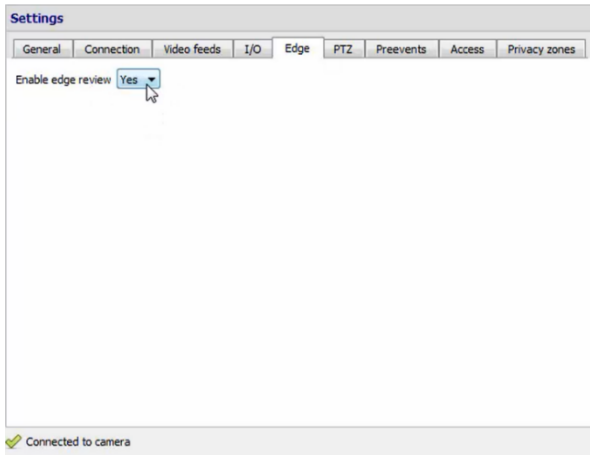 Settings
General Connection Video feeds I/O Edge PTZ Preevents Access Privacy zones
Enable edge review Yes
Connected to camera